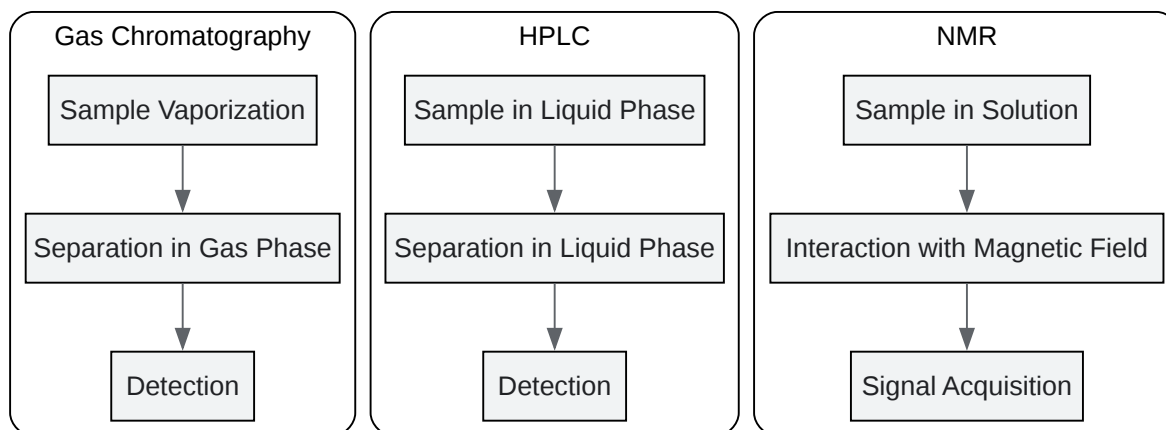 Gas Chromatography
Sample Vaporization
Separation in Gas Phase
Detection
HPLC
Sample in Liquid Phase
Separation in Liquid Phase
Detection
NMR
Sample in Solution
Interaction with Magnetic Field
Signal Acquisition